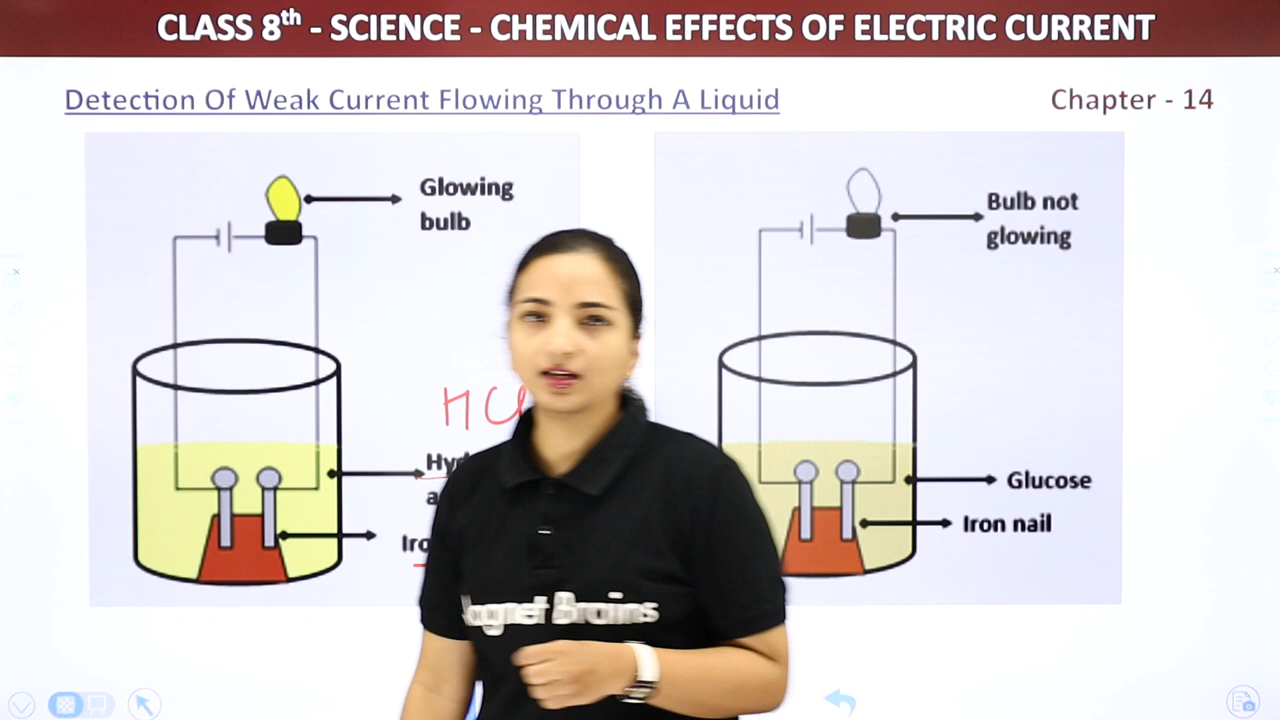 CLASS 8th - SCIENCE - CHEMICAL EFFECTS OF ELECTRIC CURRENT
Detection Of Weak Current Flowing Through A Liquid
Chapter - 14
Glowing
bulb
Bulb not
glowing
Glucose
Iron nail
Brains